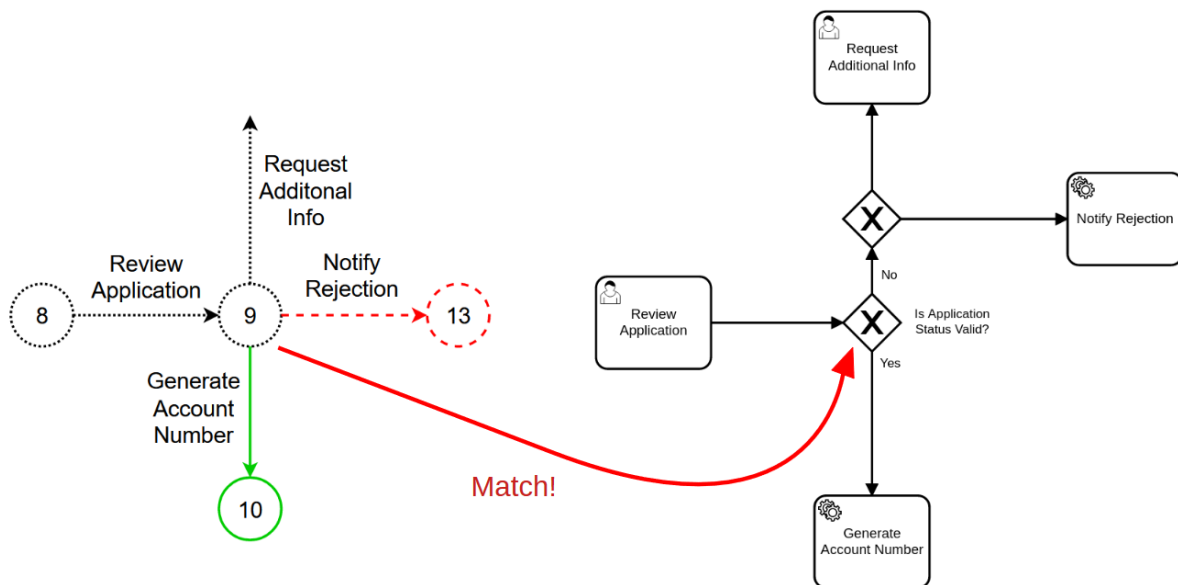 Request
Additonal
Info
Review
Application
Notify
Rejection
8
9
13
Generate
Account
Number
10
Match!
Request
Additional Info
Notify Rejection
X
No
Review
Application
X
Is Application
Status Valid?
Yes
Generate
Account Number